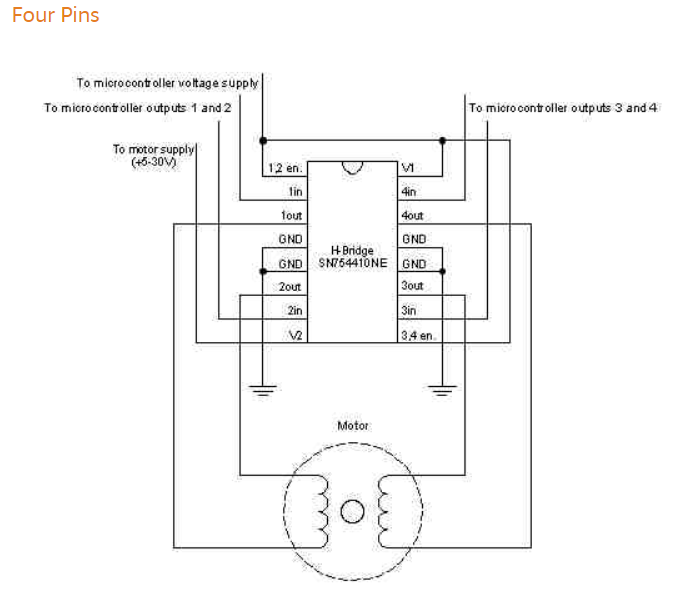 Four Pins
To microcontroller voltage supply
To microcontroller outputs 1 and 2
To microcontroller outputs 3 and 4
To motor supply
(+5-30V)
1,2 en.
V1
1in
4in
1out
4out
GND
GND
H-Bridge
GND
SN754410NE
GND
2out
3out
2in
3in
V2
3,4 en.
Motor